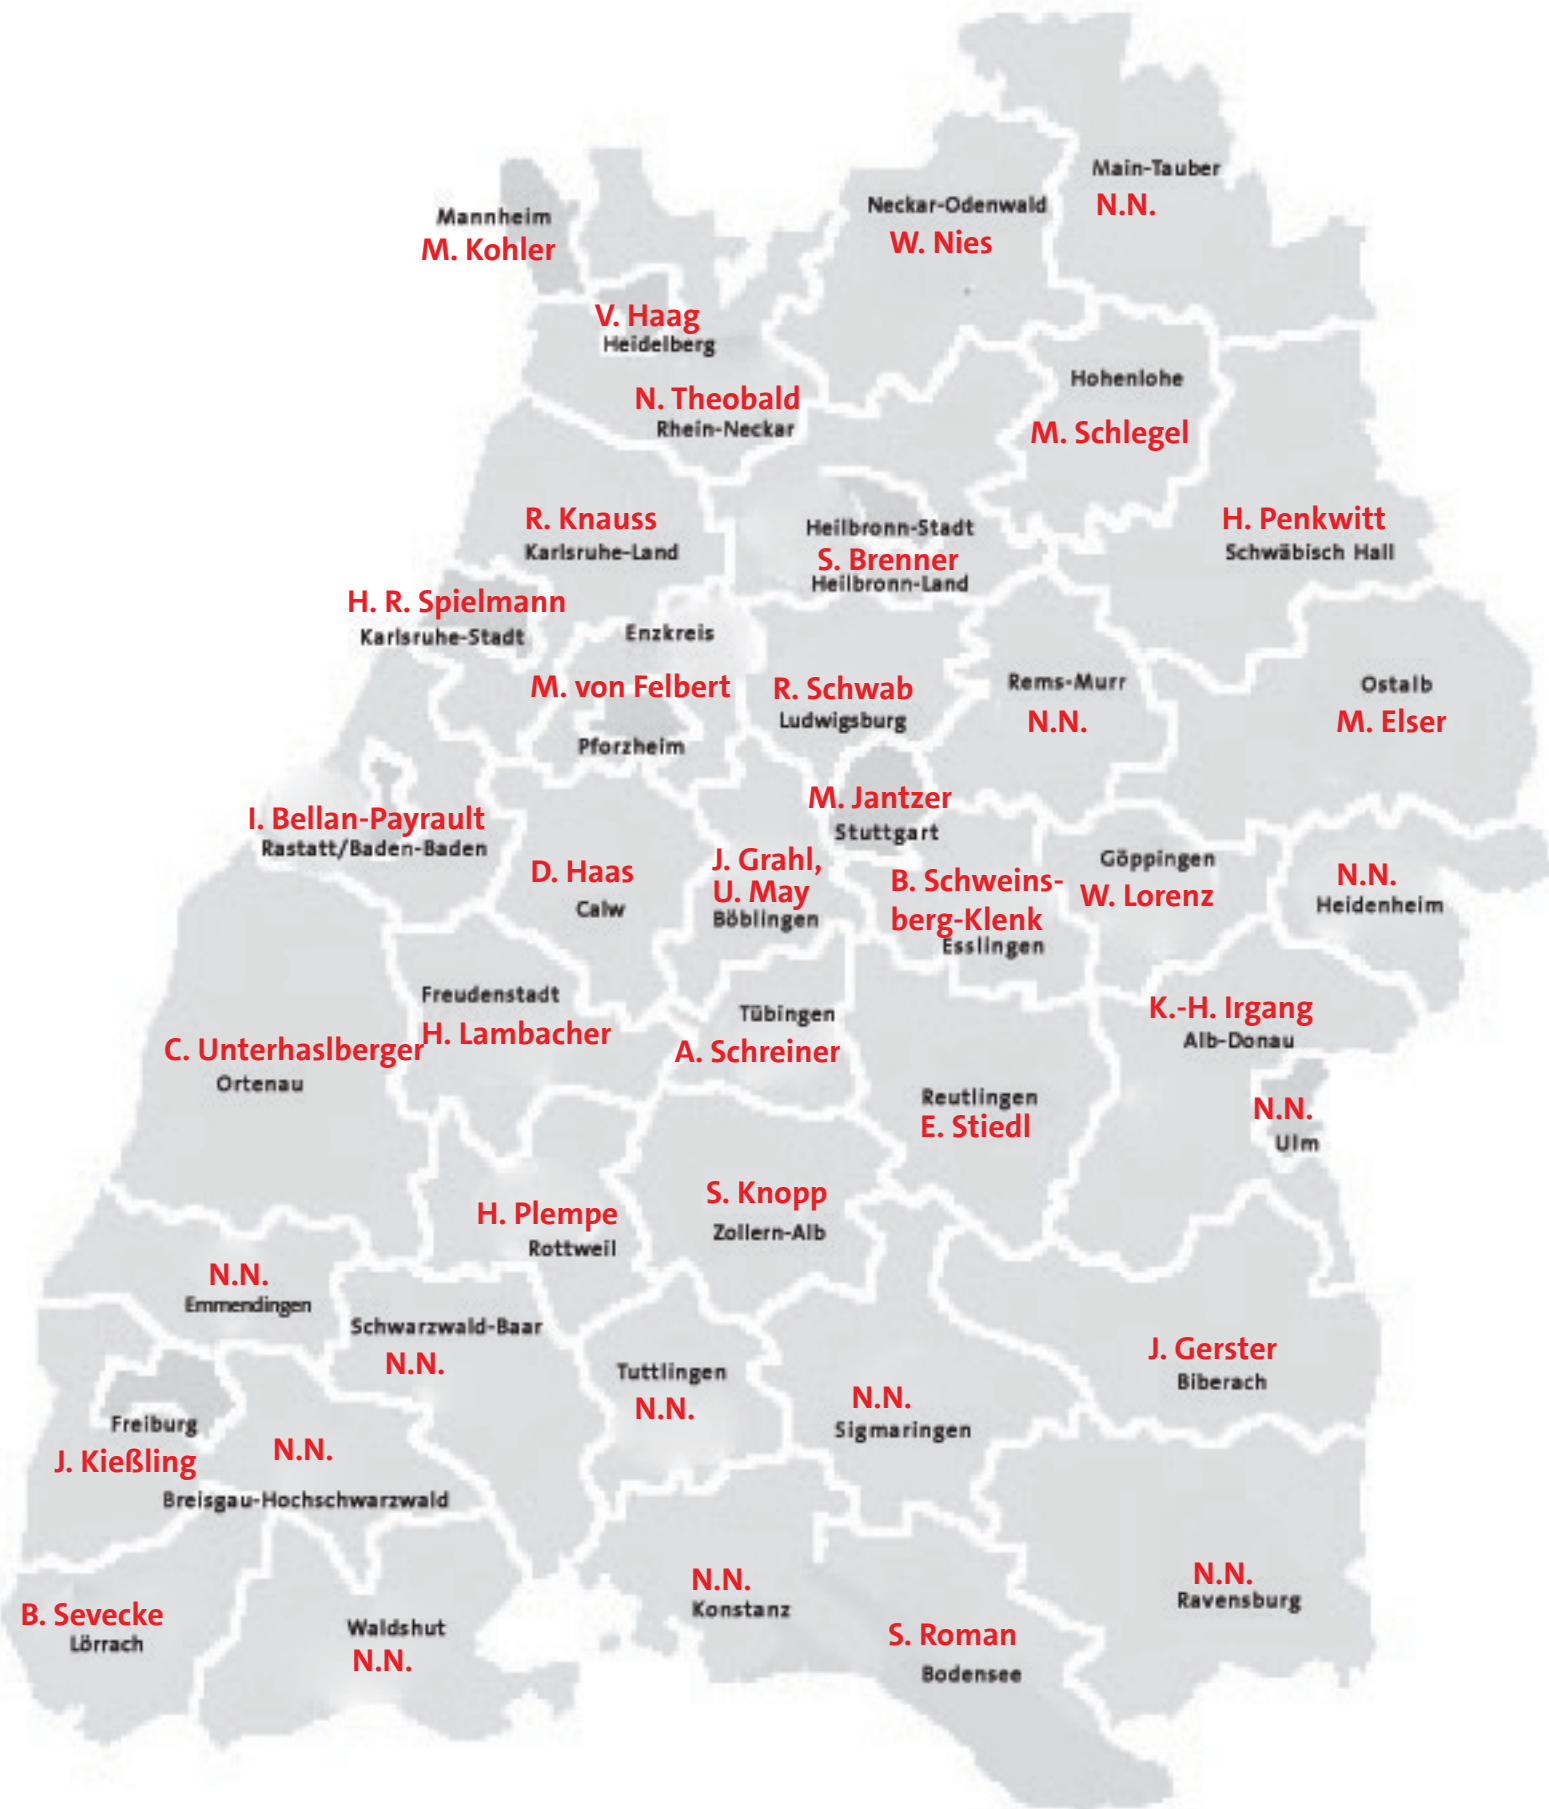 Main-Tauber
N.N.
Neckar-Odenwald
W. Nies
Mannheim
M. Kohler
V. Haag
Heidelberg
N. Theobald
Rhein-Neckar
Hohenlohe
M. Schlegel
R. Knauss
Karlsruhe-Land
Heilbronn-Stadt
S. Brenner
Heilbronn-Land
H. Penkwitt
Schwäbisch Hall
H. R. Spielmann
Karlsruhe-Stadt
Enzkreis
M. von Felbert
Pforzheim
R. Schwab
Ludwigsburg
Rems-Murr
N.N.
Ostalb
M. Elser
I. Bellan-Payrault
Rastatt/Baden-Baden
M. Jantzer
Stuttgart
D. Haas
Calw
J. Grahl,
U. May
Böblingen
B. Schweins-
berg-Klenk
Esslingen
Göppingen
W. Lorenz
N.N.
Heidenheim
Freudenstadt
H. Lambacher
C. Unterhaslberger
Ortenau
Tübingen
A. Schreiner
K.-H. Irgang
Alb-Donau
Reutlingen
E. Stiedl
N.N.
Ulm
H. Plempe
Rottweil
S. Knopp
Zollern-Alb
N.N.
Emmendingen
Schwarzwald-Baar
N.N.
Tuttlingen
N.N.
N.N.
Sigmaringen
J. Gerster
Biberach
Freiburg
J. Kießling
N.N.
Breisgau-Hochschwarzwald
B. Sevecke
Lörrach
Waldshut
N.N.
N.N.
Konstanz
S. Roman
Bodensee
N.N.
Ravensburg